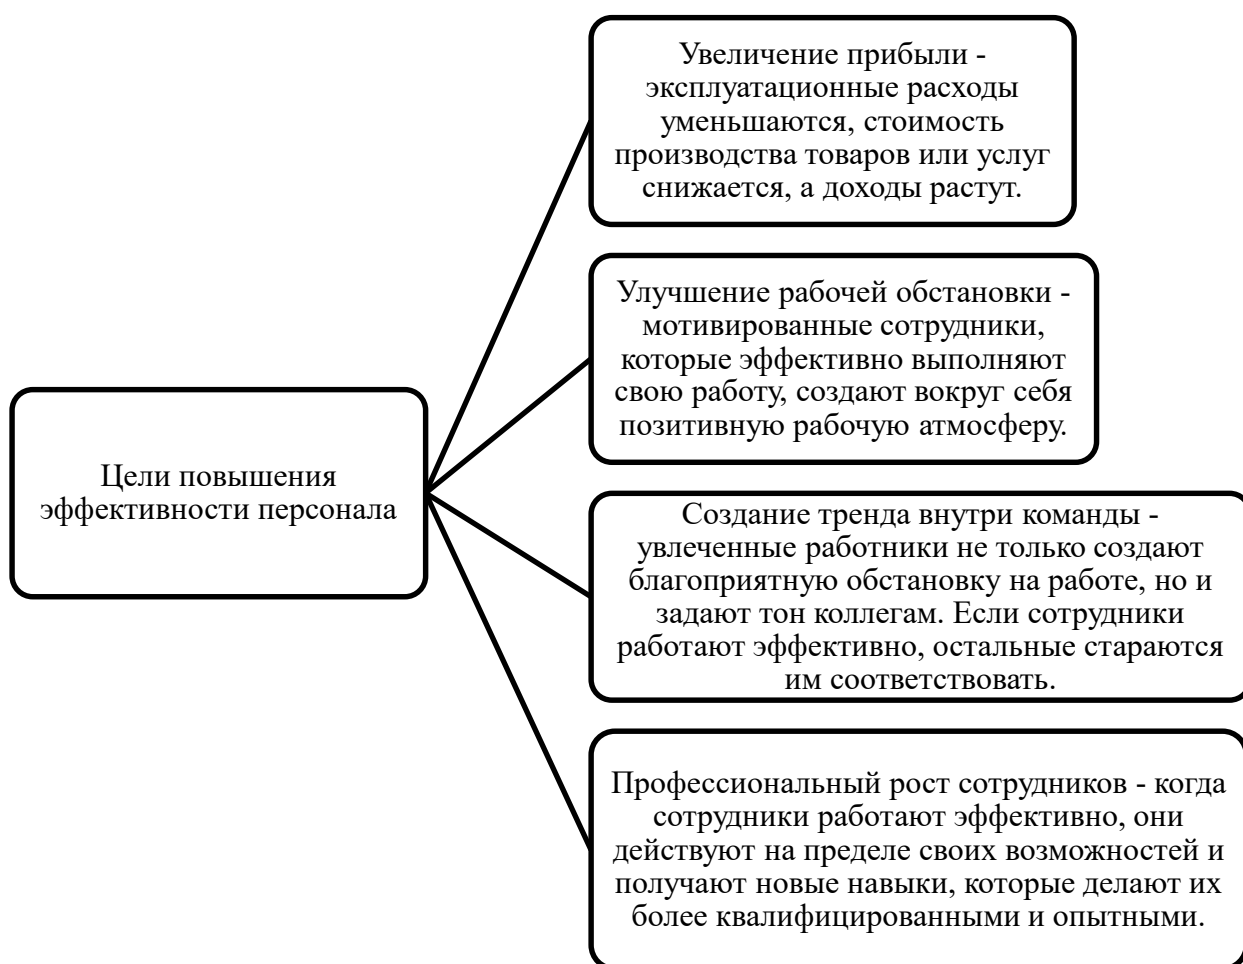 Увеличение прибыли -
эксплуатационные расходы
уменьшаются, стоимость
производства товаров или услуг
снижается, а доходы растут.
Улучшение рабочей обстановки -
мотивированные сотрудники,
которые эффективно выполняют
свою работу, создают вокруг себя
позитивную рабочую атмосферу.
Цели повышения
эффективности персонала
Создание тренда внутри команды -
увлеченные работники не только создают
благоприятную обстановку на работе, но и
задают тон коллегам. Если сотрудники
работают эффективно, остальные стараются
им соответствовать.
Профессиональный рост сотрудников - когда
сотрудники работают эффективно, они
действуют на пределе своих возможностей и
получают новые навыки, которые делают их
более квалифицированными и опытными.